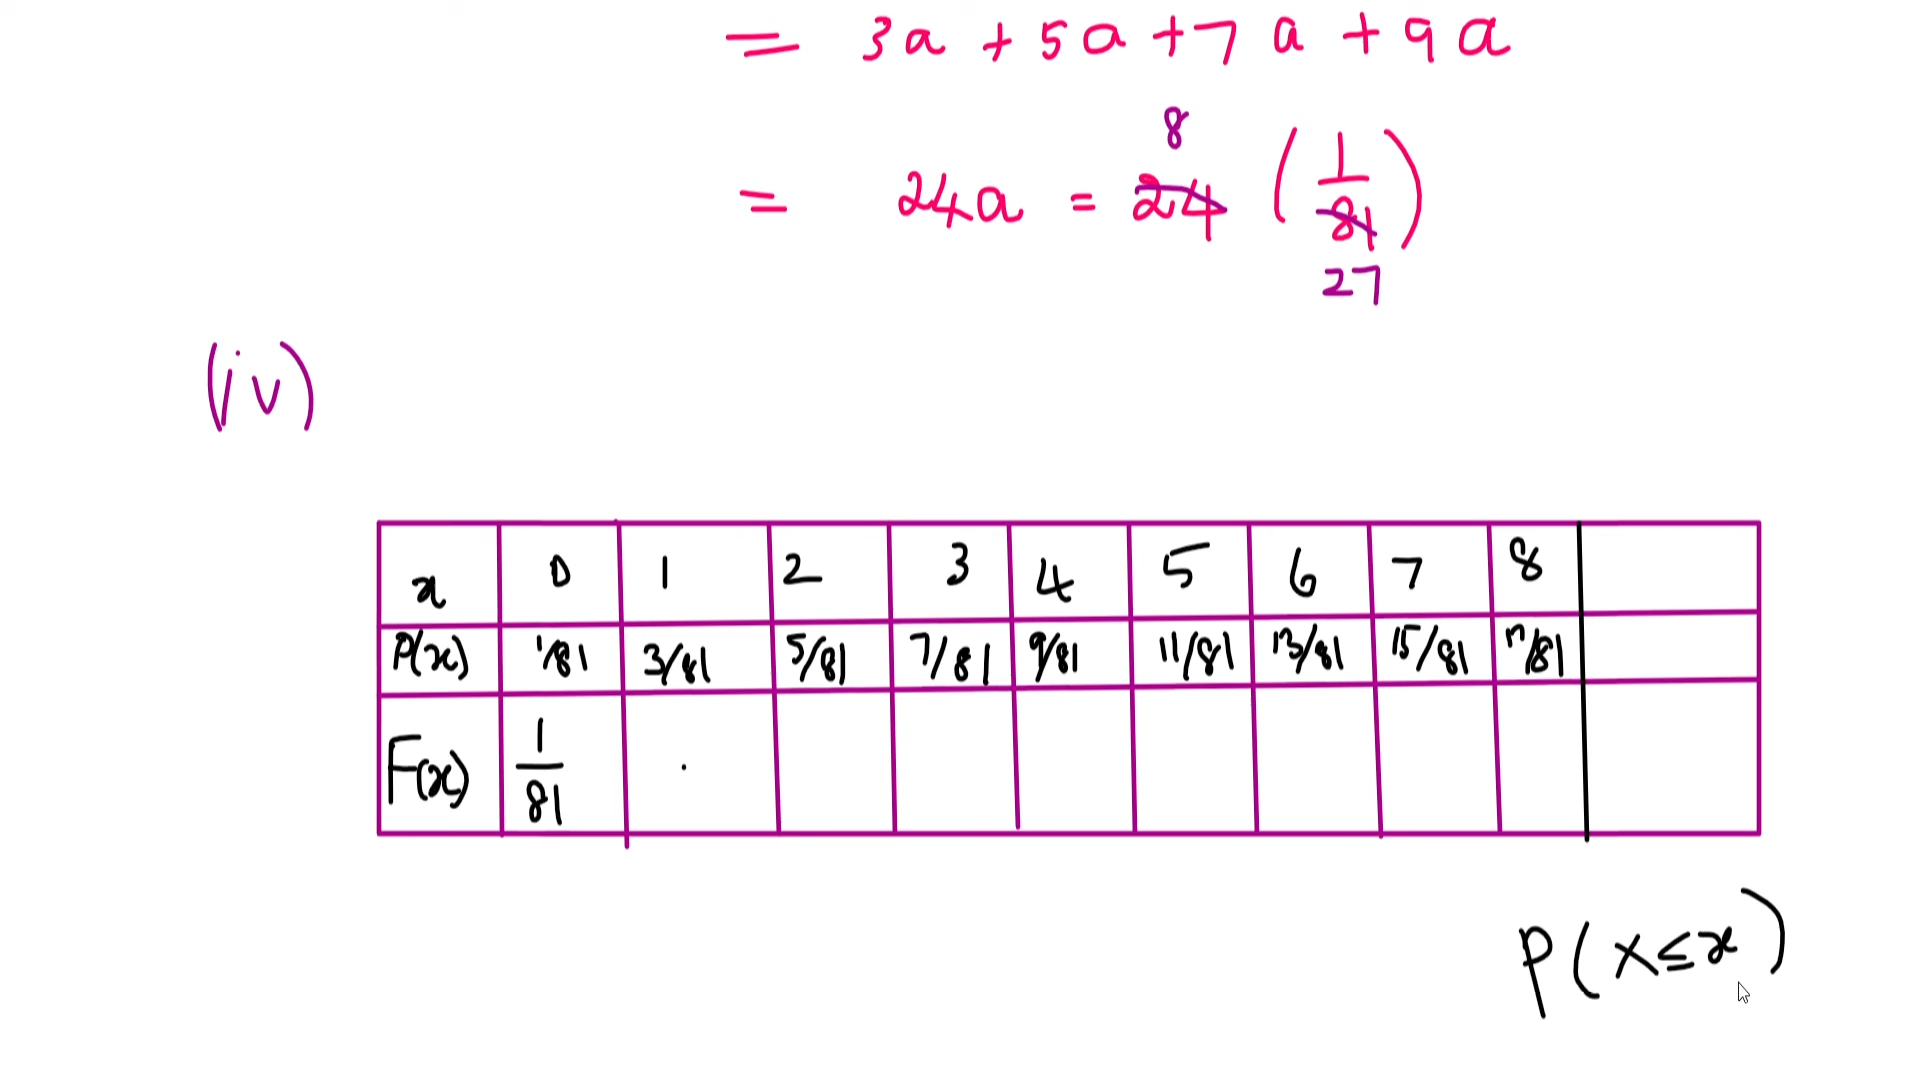 = 3a + 5a + 7a + 9a
8
= 24a = 24 (1/81)
27
(iv)
x 0 1 2 3 4 5 6 7 8
P(x) 1/81 3/81 5/81 7/81 9/81 11/81 13/81 15/81 17/81
F(x) 1/81 .
P(X≤x)